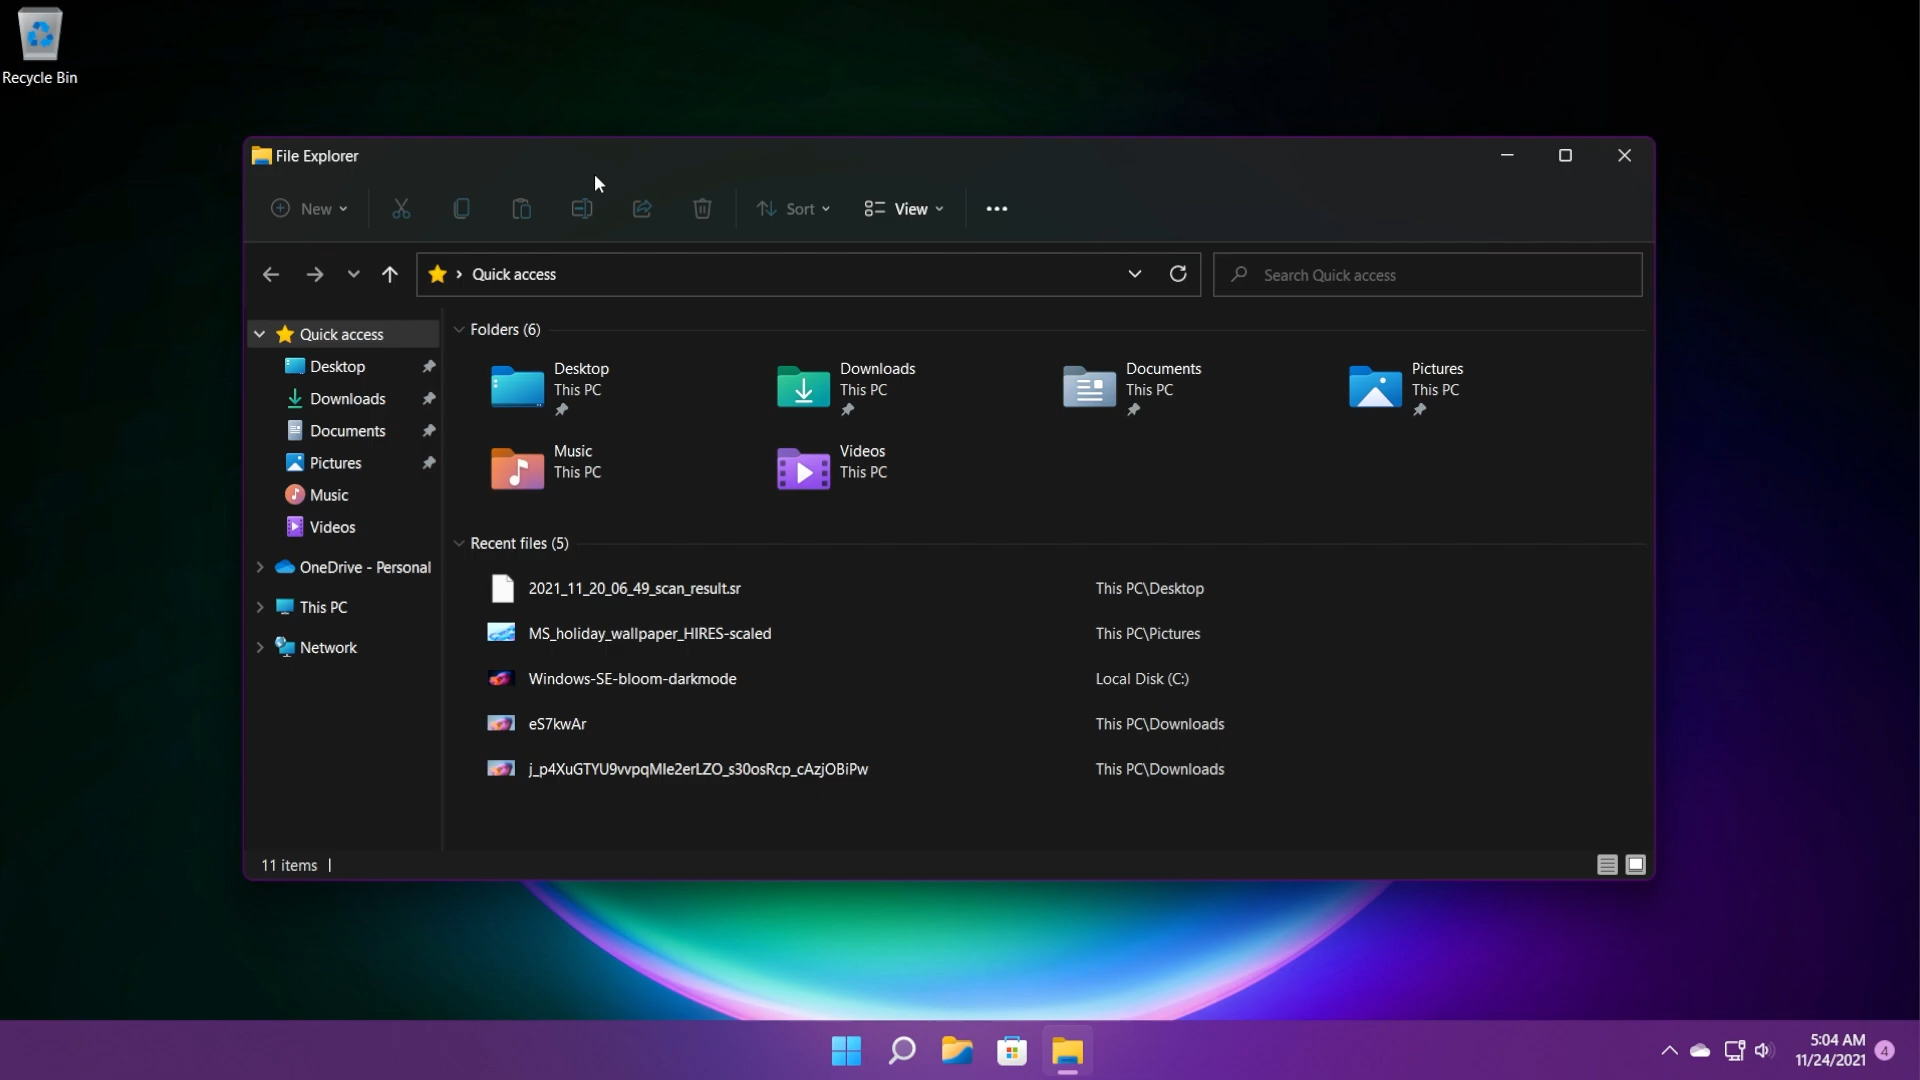 Recycle Bin
File Explorer
New
Sort
View
Quick access
Search Quick access
Quick access
Desktop
Downloads
Documents
Pictures
Music
Videos
OneDrive - Personal
This PC
Network
Folders (6)
Desktop
This PC
Downloads
This PC
Documents
This PC
Pictures
This PC
Music
This PC
Videos
This PC
Recent files (5)
2021_11_20_06_49_scan_result.sr
This PC\Desktop
MS_holiday_wallpaper_HIRES-scaled
This PC\Pictures
Windows-SE-bloom-darkmode
Local Disk (C:)
eS7kwAr
This PC\Downloads
This PC\Downloads
11 items
5:04 AM
11/24/2021
4